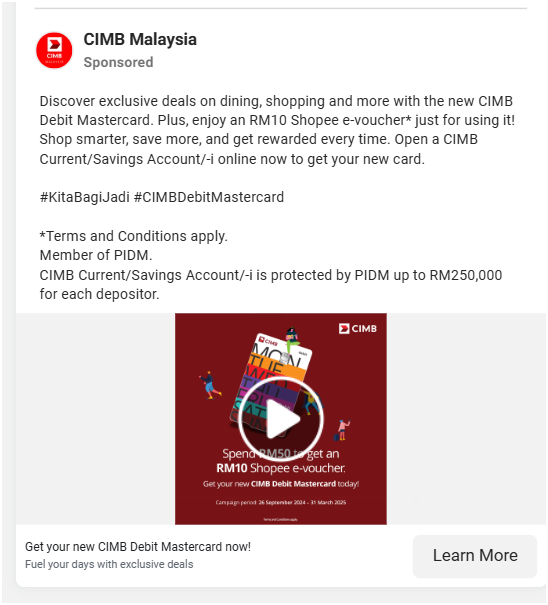 CIMB Malaysia
Sponsored
Discover exclusive deals on dining, shopping and more with the new CIMB
Debit Mastercard. Plus, enjoy an RM10 Shopee e-voucher* just for using it!
Shop smarter, save more, and get rewarded every time. Open a CIMB
Current/Savings Account/-i online now to get your new card.
#KitaBagiJadi #CIMBDebitMastercard
*Terms and Conditions apply.
Member of PIDM.
CIMB Current/Savings Account/-i is protected by PIDM up to RM250,000
for each depositor.
CIMB
CIMB
MON
TUE
Spend RM50 to get an
RM10 Shopee e-voucher.
Get your new CIMB Debit Mastercard today!
Campaign period: 26 September 2024 – 31 March 2025
Terms and Conditions apply
Get your new CIMB Debit Mastercard now!
Fuel your days with exclusive deals
Learn More